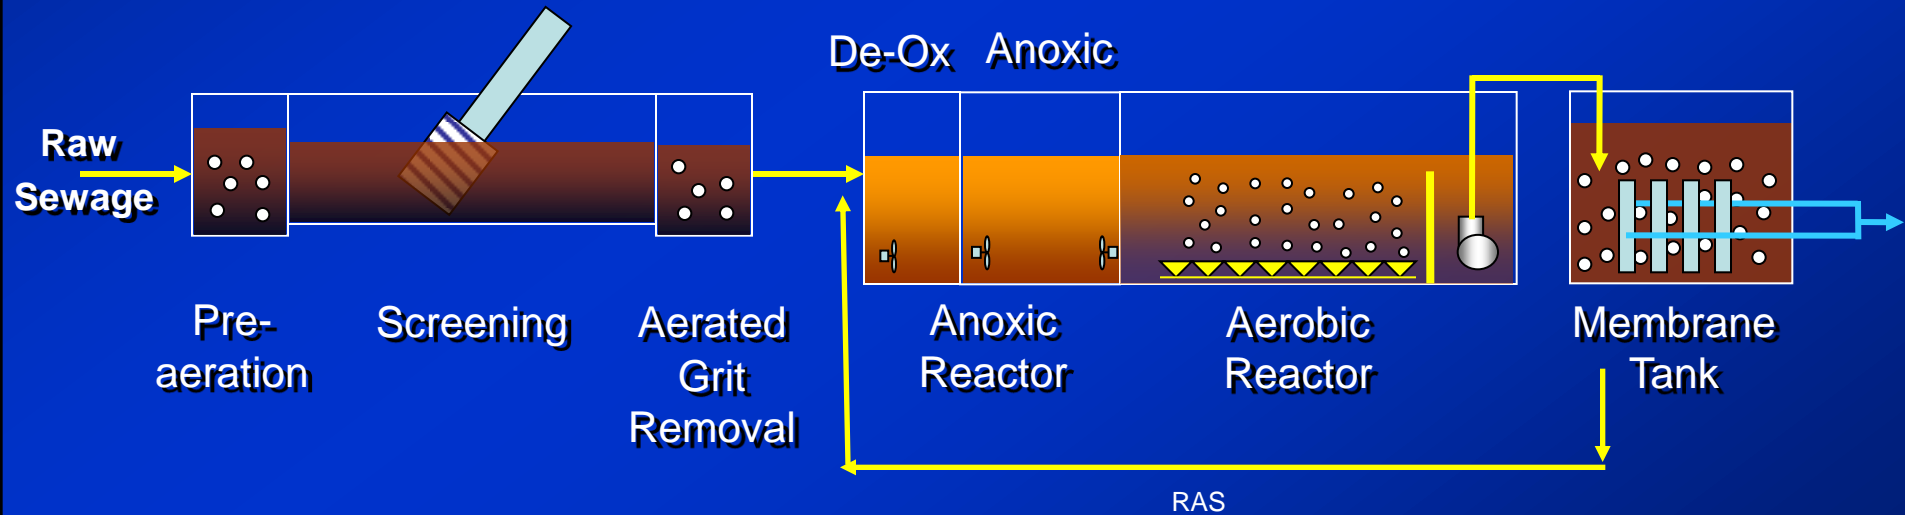 De-Ox Anoxic
Raw
Sewage
Pre-
aeration
Screening
Aerated
Grit
Removal
Anoxic
Reactor
Aerobic
Reactor
Membrane
Tank
RAS